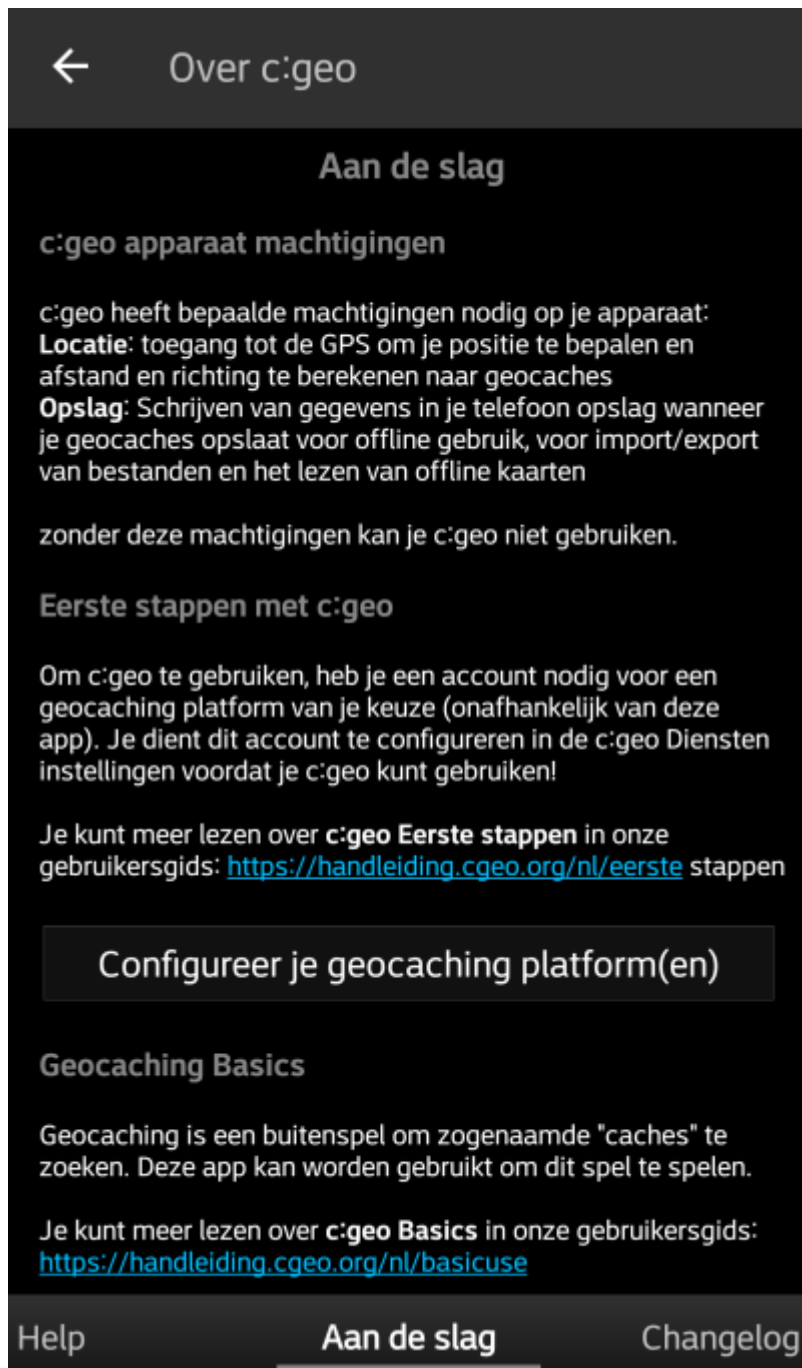 Over c:geo
Aan de slag
c:geo apparaat machtigingen
c:geo heeft bepaalde machtigingen nodig op je apparaat:
Locatie: toegang tot de GPS om je positie te bepalen en
afstand en richting te berekenen naar geocaches
Opslag: Schrijven van gegevens in je telefoon opslag wanneer
je geocaches opslaat voor offline gebruik, voor import/export
van bestanden en het lezen van offline kaarten
zonder deze machtigingen kan je c:geo niet gebruiken.
Eerste stappen met c:geo
Om c:geo te gebruiken, heb je een account nodig voor een
geocaching platform van je keuze (onafhankelijk van deze
app). Je dient dit account te configureren in de c:geo Diensten
instellingen voordat je c:geo kunt gebruiken!
Je kunt meer lezen over c:geo Eerste stappen in onze
gebruikersgids: https://handleiding.cgeo.org/nl/eerste stappen
Configureer je geocaching platform(en)
Geocaching Basics
Geocaching is een buitenspel om zogenaamde "caches" te
zoeken. Deze app kan worden gebruikt om dit spel te spelen.
Je kunt meer lezen over c:geo Basics in onze gebruikersgids:
https://handleiding.cgeo.org/nl/basicuse
Help Aan de slag Changelog